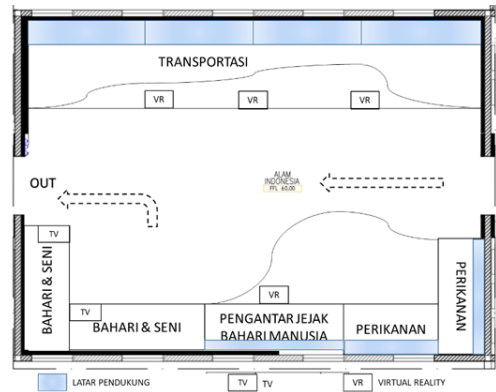 TRANSPORTASI
VR
VR
VR
OUT
ALAM
INDONESIA
FFL ±0,00
TV
BAHARI & SENI
TV
BAHARI & SENI
VR
PENGANTAR JEJAK
BAHARI MANUSIA
PERIKANAN
PERIKANAN
LATAR PENDUKUNG
TV
TV
VR
VIRTUAL REALITY